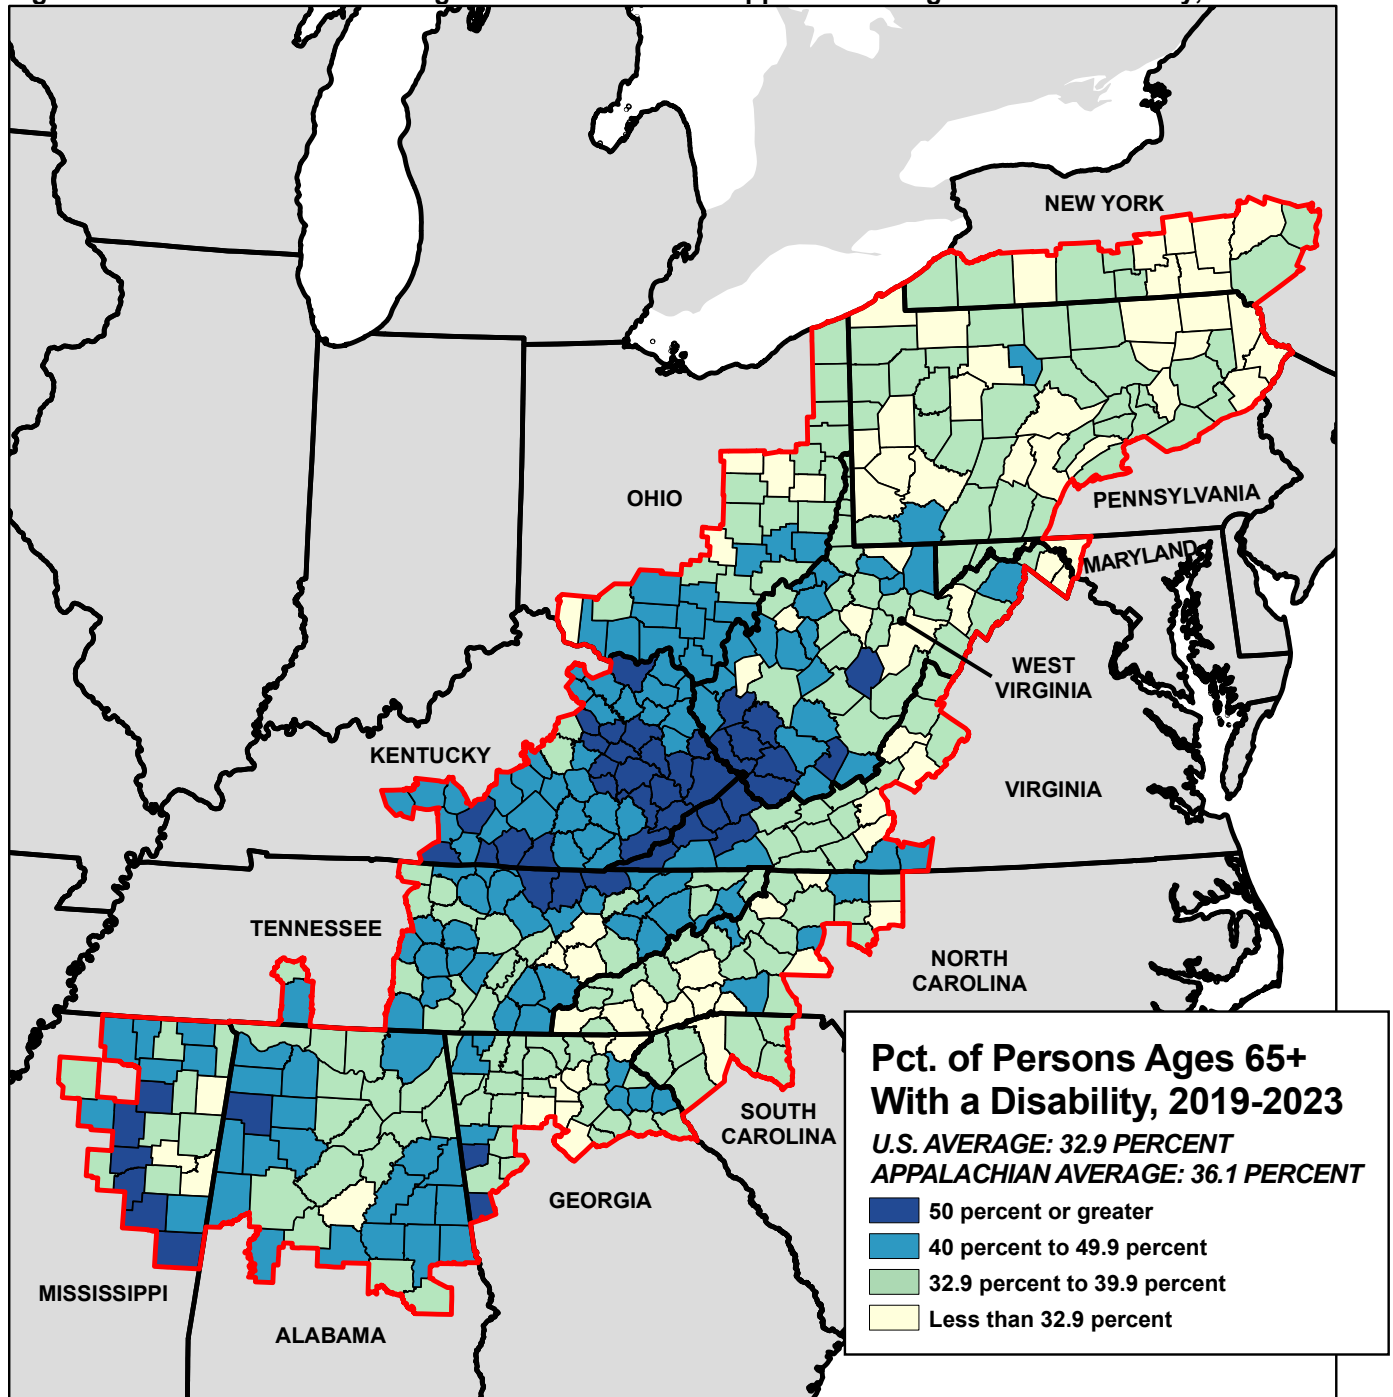 NEW YORK
PENNSYLVANIA
OHIO
MARYLAND
WEST
VIRGINIA
KENTUCKY
VIRGINIA
TENNESSEE
NORTH
CAROLINA
SOUTH
CAROLINA
GEORGIA
MISSISSIPPI
ALABAMA
Pct. of Persons Ages 65+
With a Disability, 2019-2023
U.S. AVERAGE: 32.9 PERCENT
APPALACHIAN AVERAGE: 36.1 PERCENT
50 percent or greater
40 percent to 49.9 percent
32.9 percent to 39.9 percent
Less than 32.9 percent